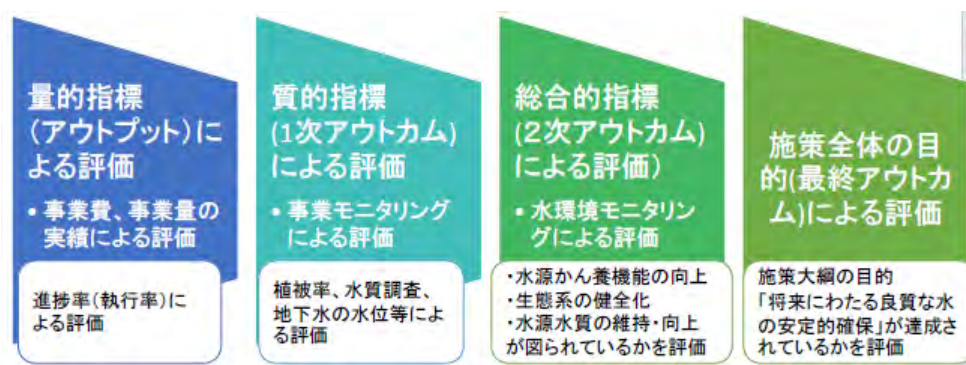 量的指標
(アウトプット)に
よる評価
• 事業費、事業量の
実績による評価
進捗率(執行率)に
よる評価
質的指標
(1次アウトカム)
による評価
• 事業モニタリング
による評価
植被率、水質調査、
地下水の水位等によ
る評価
総合的指標
(2次アウトカム)
による評価)
• 水環境モニタリン
グによる評価
・水源かん養機能の向上
・生態系の健全化
・水源水質の維持・向上
が図られているかを評価
施策全体の目
的(最終アウトカ
ム)による評価
施策大綱の目的
「将来にわたる良質な水
の安定的確保」が達成さ
れているかを評価